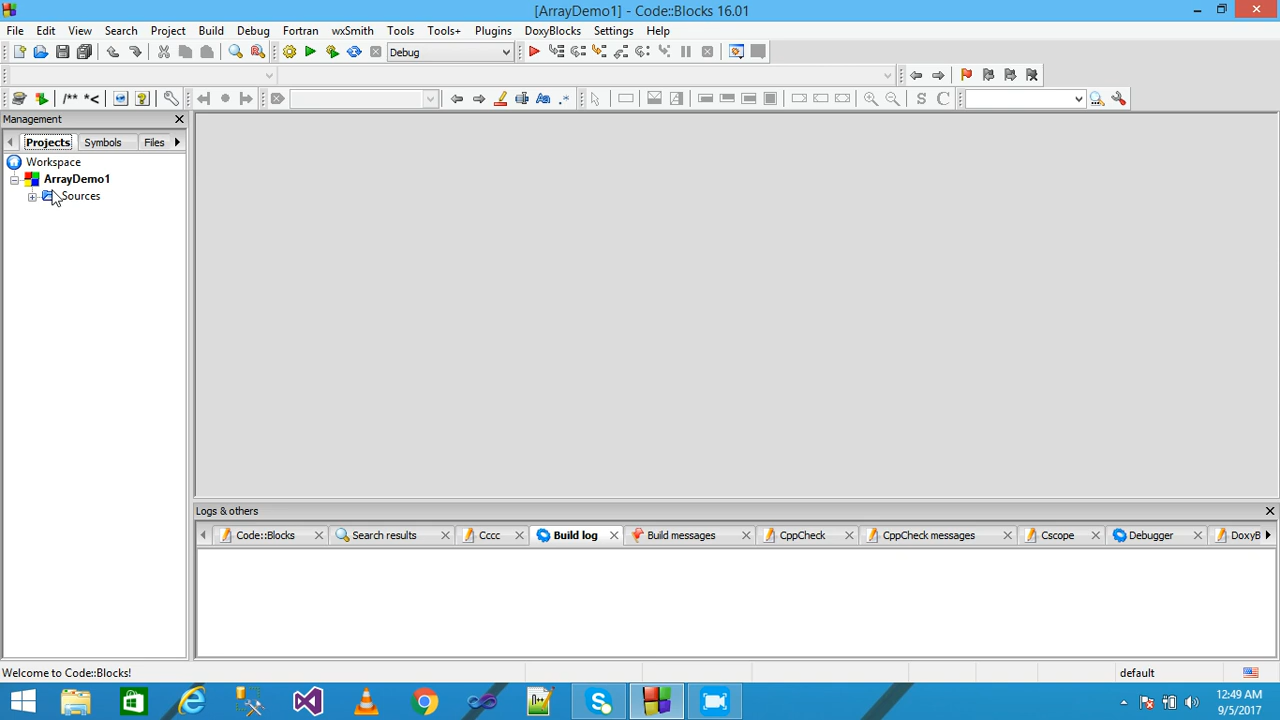 [ArrayDemo1] - Code::Blocks 16.01
File Edit View Search Project Build Debug Fortran wxSmith Tools Tools+ Plugins DoxyBlocks Settings Help
Debug
/** *<
S C
Management
Projects Symbols Files
Workspace
ArrayDemo1
Sources
Logs & others
Code::Blocks Search results Cccc Build log Build messages CppCheck CppCheck messages Cscope Debugger DoxyB
Welcome to Code::Blocks! default
12:49 AM
9/5/2017